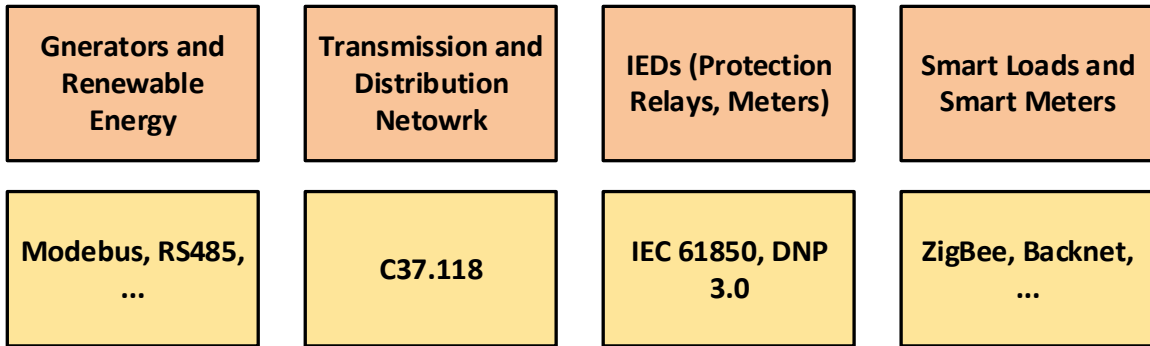 Gnerators and
Renewable
Energy
Transmission and
Distribution
Netowrk
IEDs (Protection
Relays, Meters)
Smart Loads and
Smart Meters
Modebus, RS485,
...
C37.118
IEC 61850, DNP
3.0
ZigBee, Backnet,
...